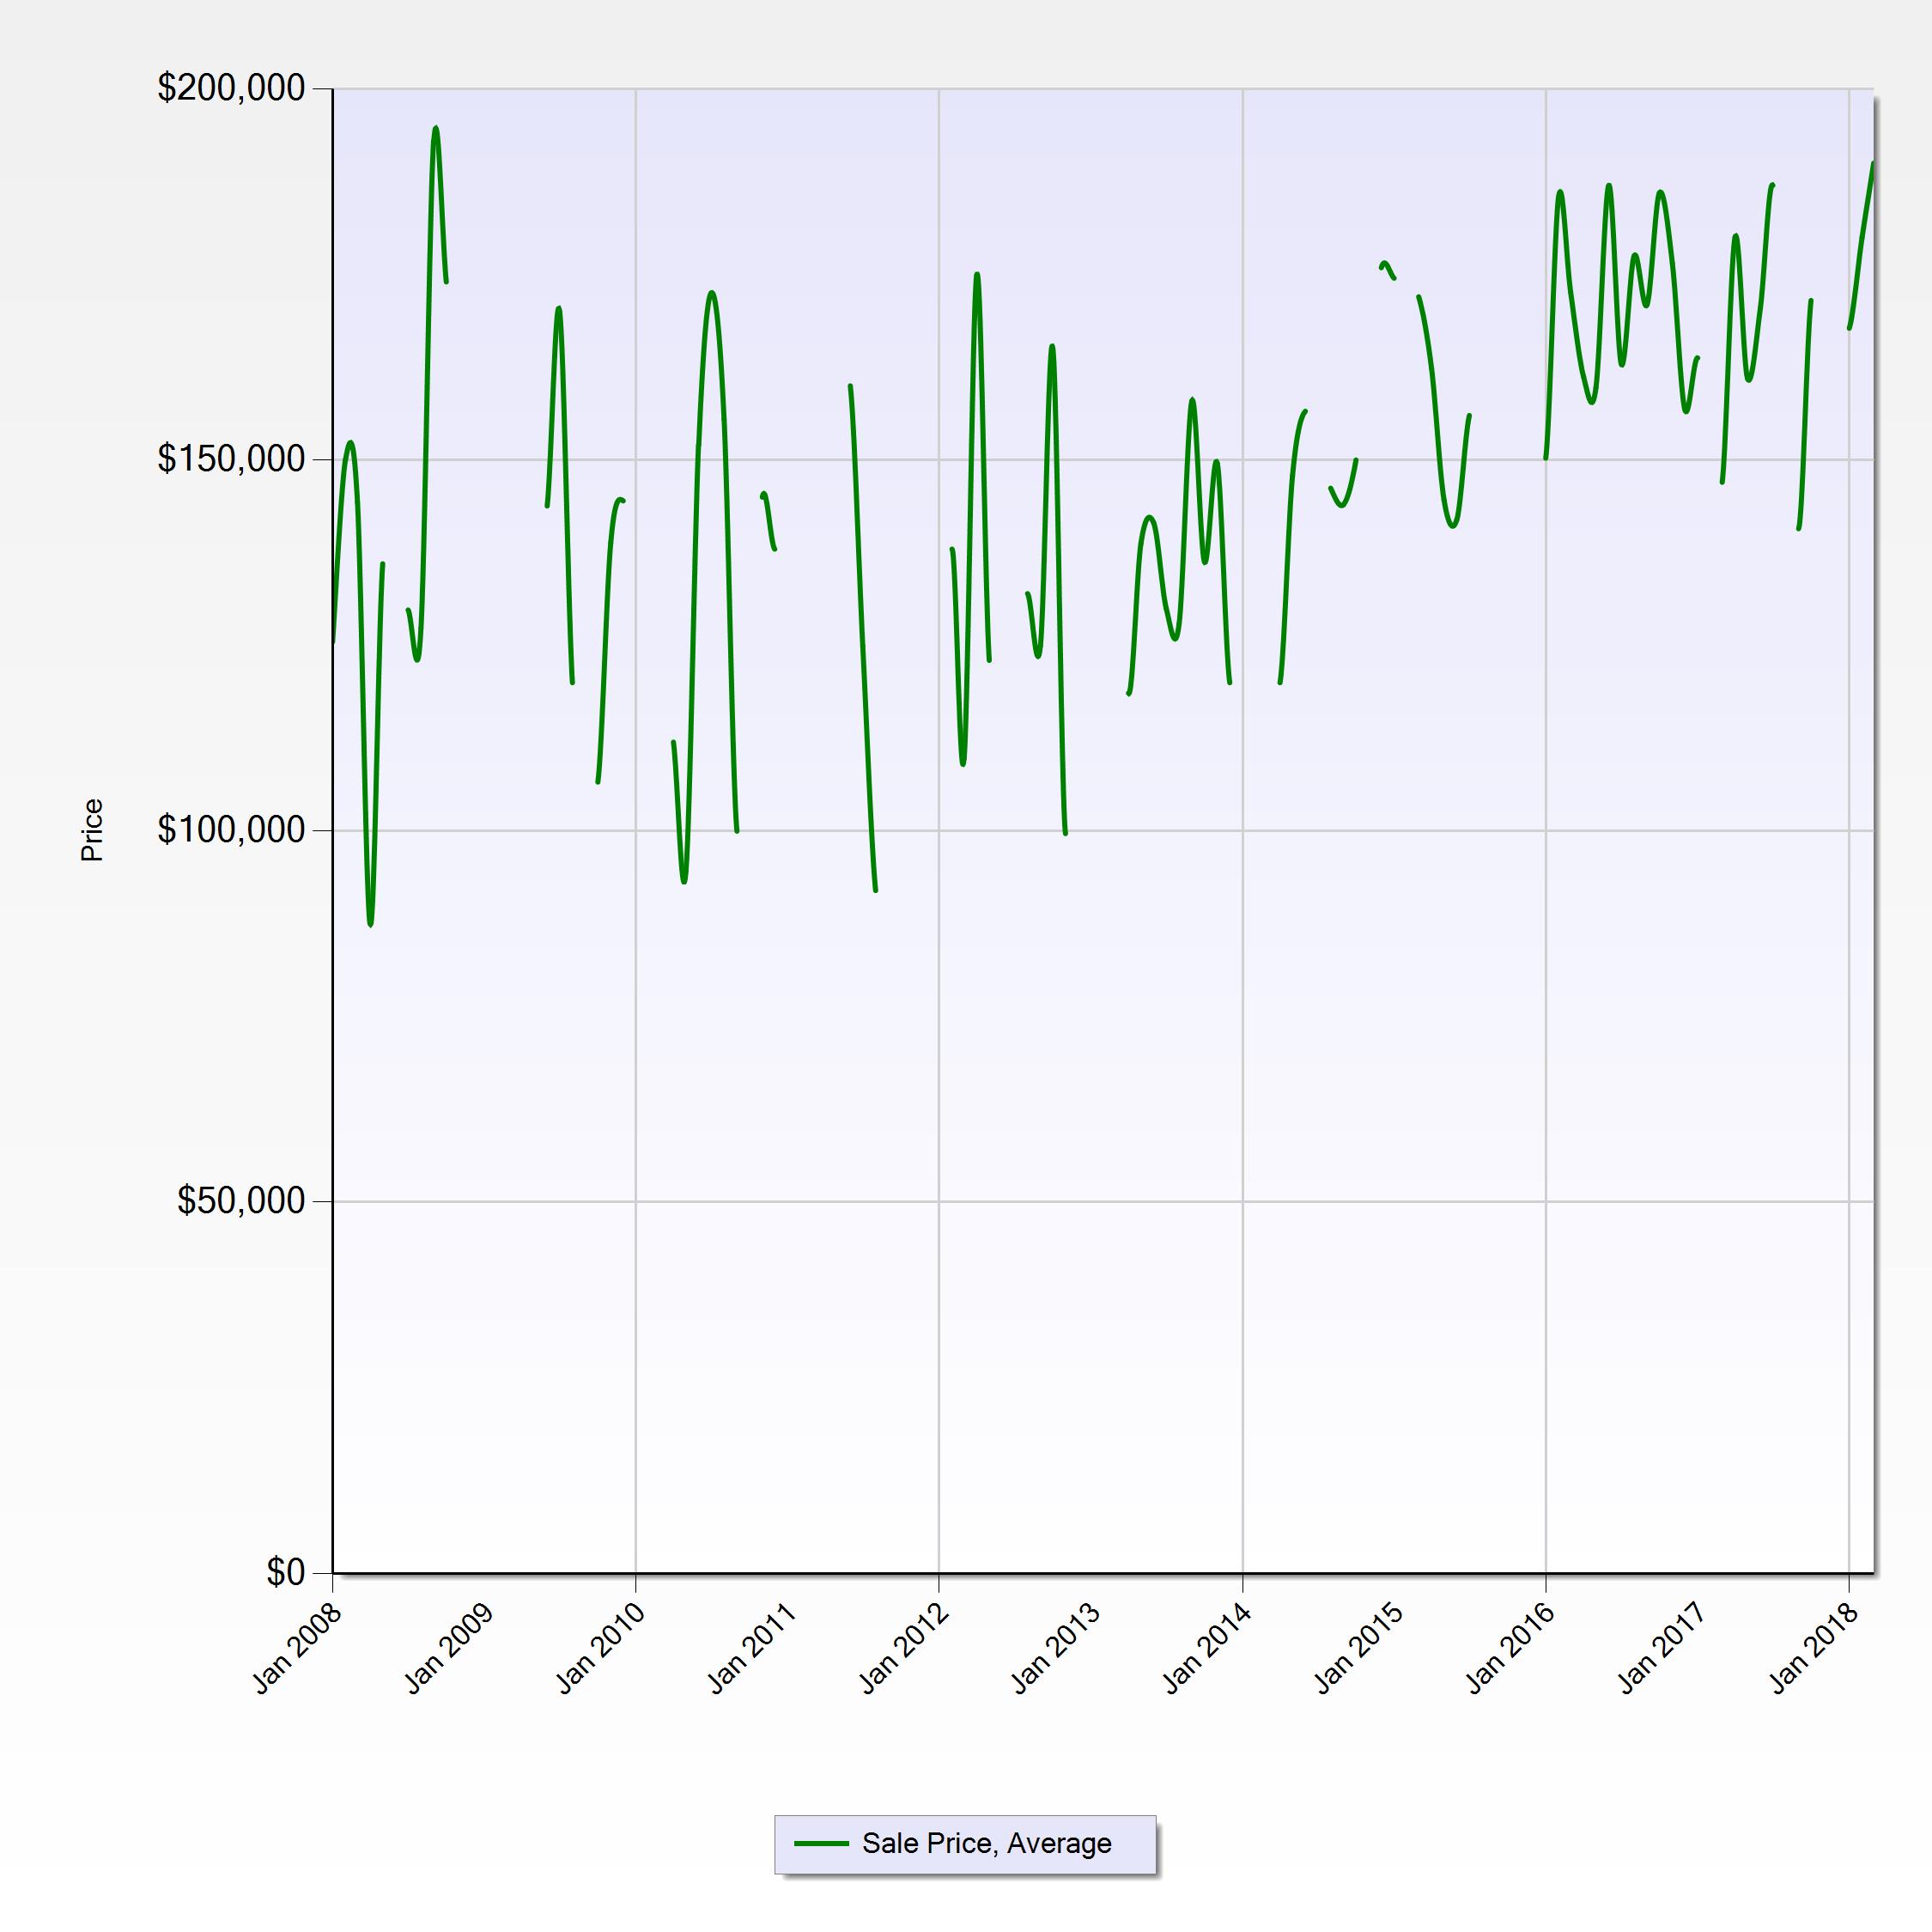 $200,000
$150,000
$100,000
$50,000
$0
Price
Jan 2008
Jan 2009
Jan 2010
Jan 2011
Jan 2012
Jan 2013
Jan 2014
Jan 2015
Jan 2016
Jan 2017
Jan 2018
Sale Price, Average